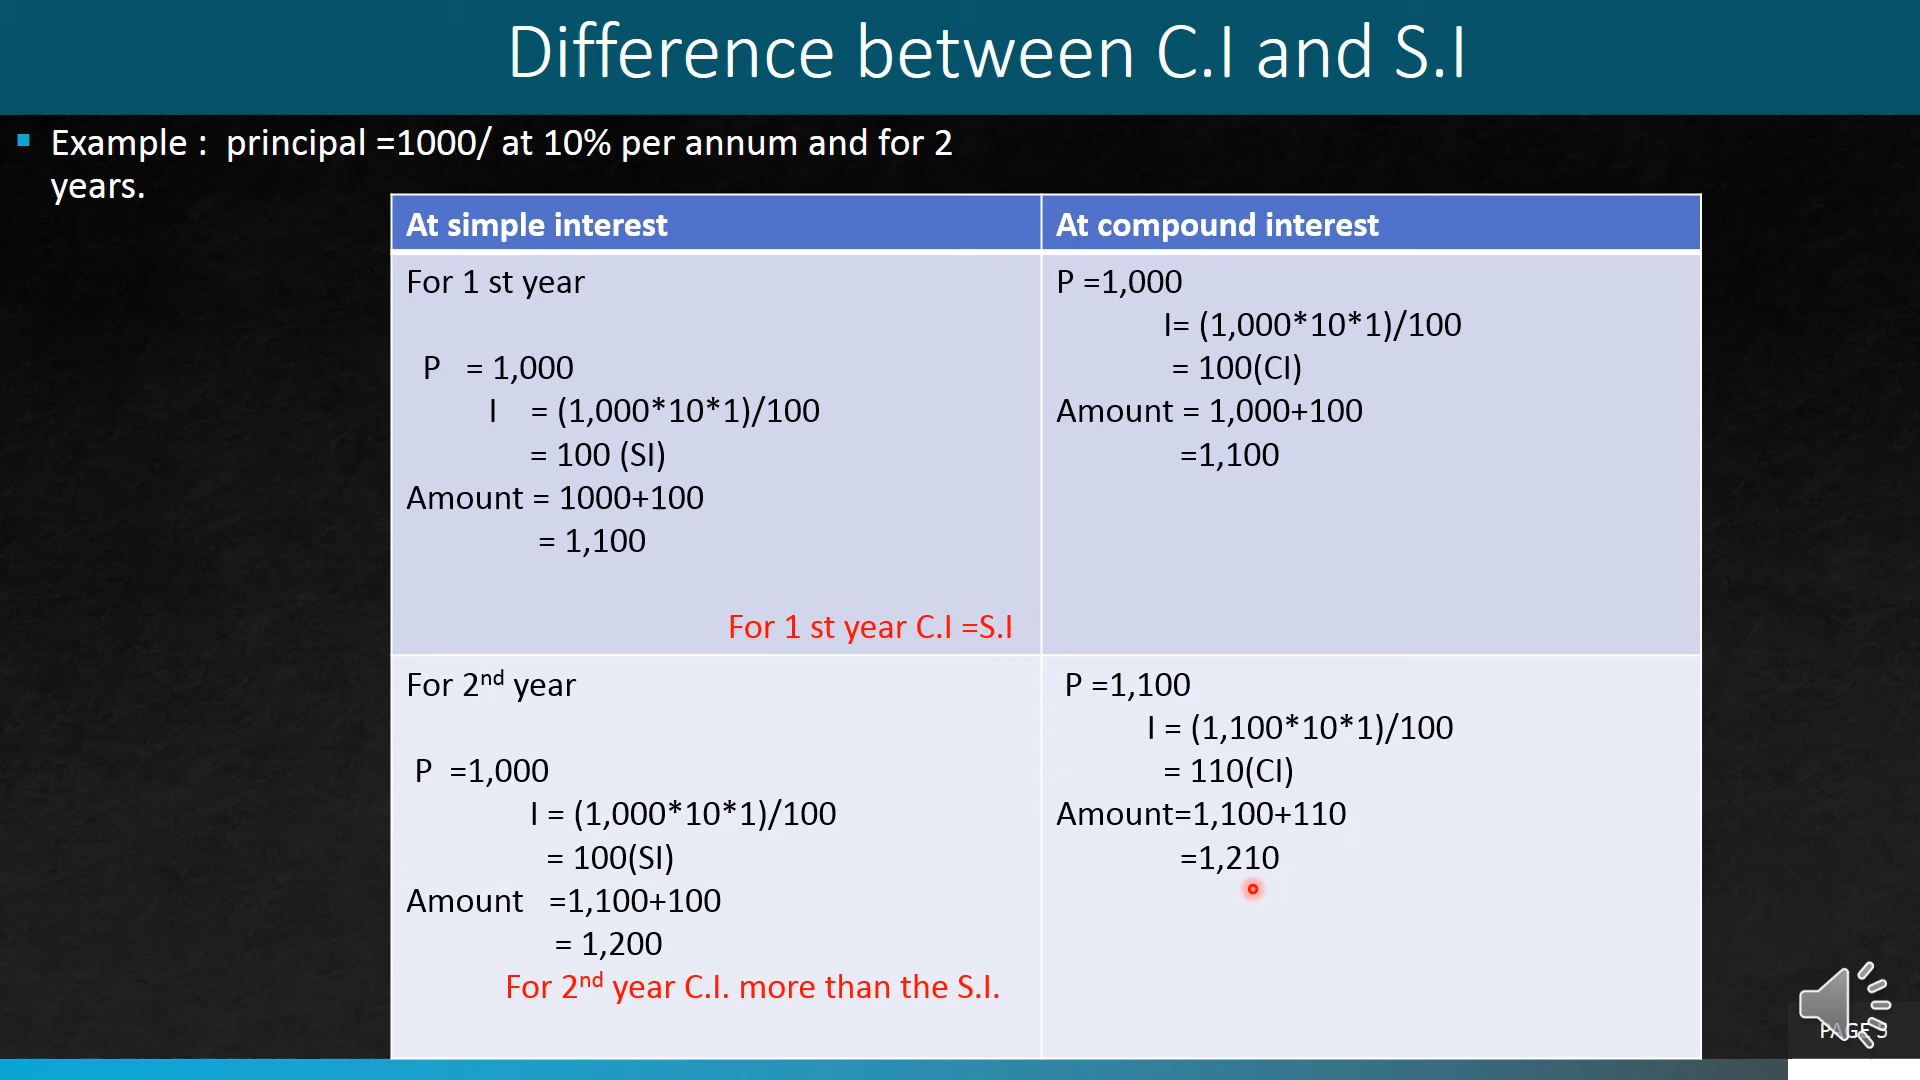 Difference between C.I and S.I
▪ Example :  principal =1000/ at 10% per annum and for 2
years.
At simple interest
For 1 st year
P = 1,000
I = (1,000*10*1)/100
= 100 (SI)
Amount = 1000+100
= 1,100
For 1 st year C.I =S.I
At compound interest
P =1,000
I= (1,000*10*1)/100
= 100(CI)
Amount = 1,000+100
=1,100
For 2nd year
P =1,000
I = (1,000*10*1)/100
= 100(SI)
Amount =1,100+100
= 1,200
For 2nd year C.I. more than the S.I.
P =1,100
I = (1,100*10*1)/100
= 110(CI)
Amount=1,100+110
=1,210
PAGE